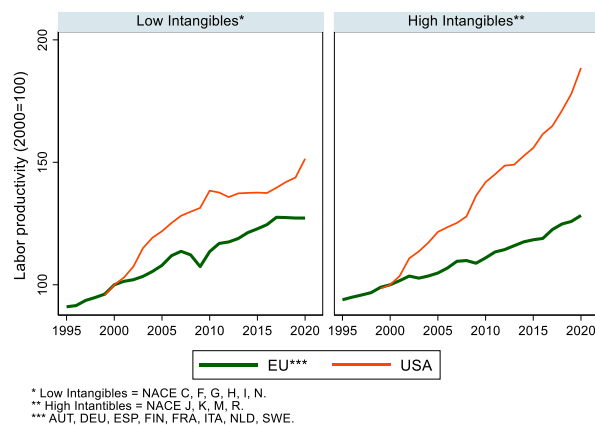 Low Intangibles*
High Intangibles**
Labor productivity (2000=100)
200
150
100
1995 2000 2005 2010 2015 2020
1995 2000 2005 2010 2015 2020
EU*** USA
* Low Intangibles = NACE C, F, G, H, I, N.
** High Intantibles = NACE J, K, M, R.
*** AUT, DEU, ESP, FIN, FRA, ITA, NLD, SWE.